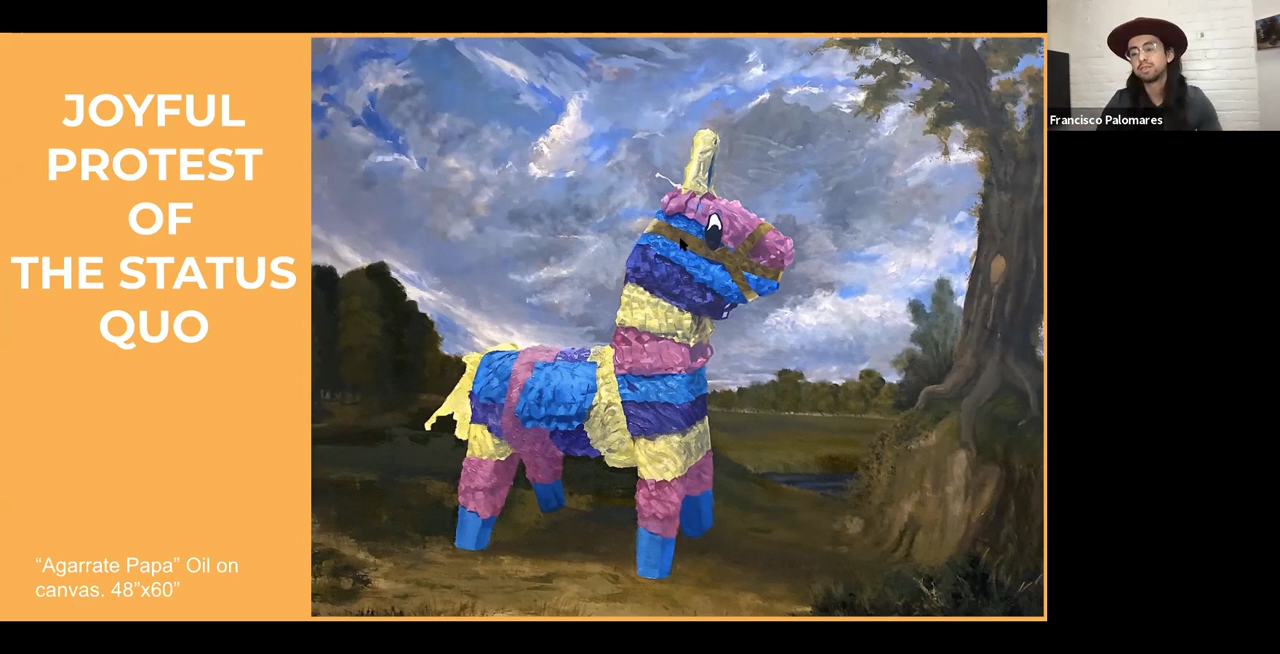 JOYFUL
PROTEST
OF
THE STATUS
QUO
“Agarrate Papa” Oil on
canvas. 48”x60”
Francisco Palomares